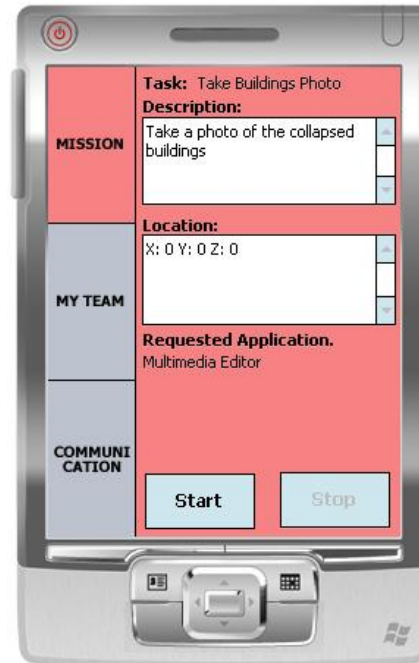 Task: Take Buildings Photo
Description:
Take a photo of the collapsed
buildings
MISSION
Location:
X: 0 Y: 0 Z: 0
MY TEAM
Requested Application.
Multimedia Editor
COMMUNI
CATION
Start
Stop